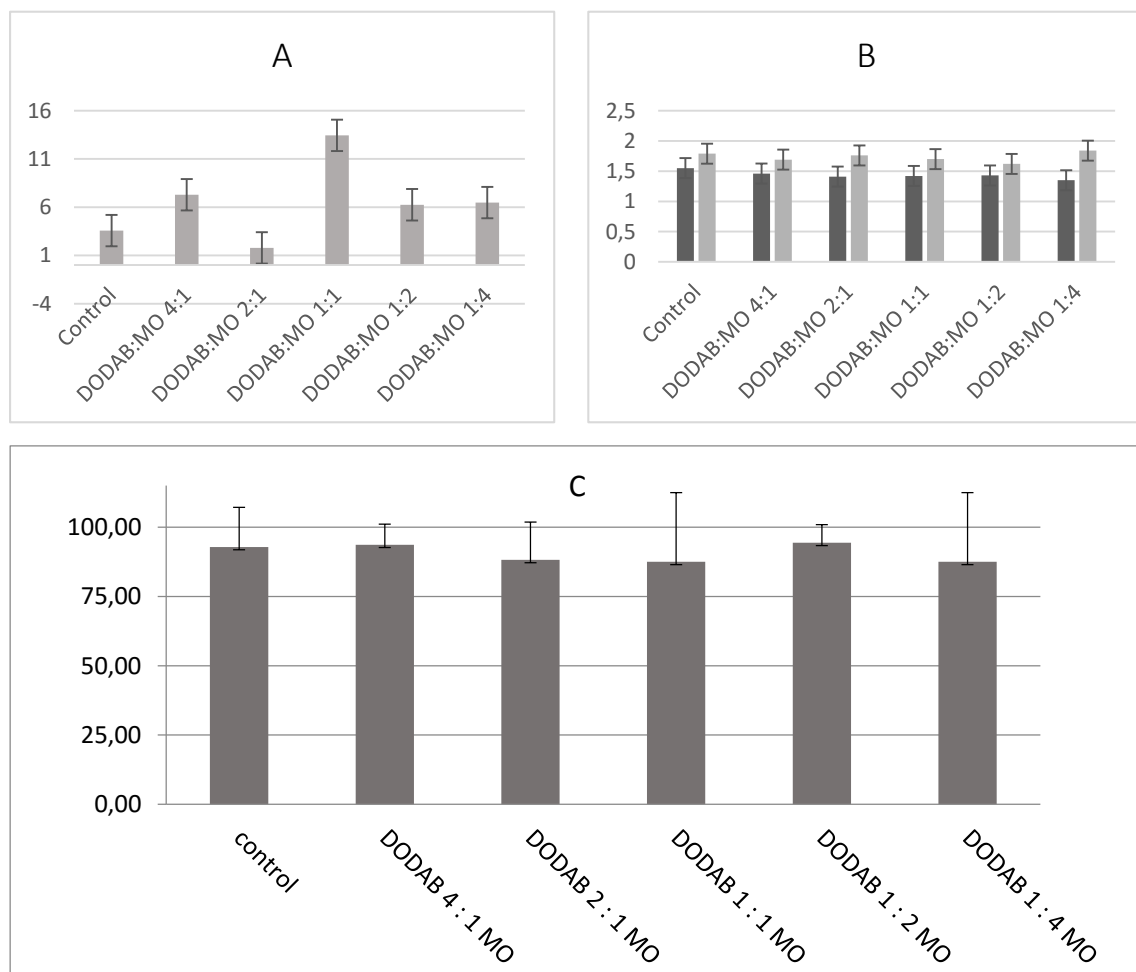 A
16
11
6
1
-4
Control
DODAB:MO 4:1
DODAB:MO 2:1
DODAB:MO 1:1
DODAB:MO 1:2
DODAB:MO 1:4
B
2,5
2
1,5
1
0,5
0
Control
DODAB:MO 4:1
DODAB:MO 2:1
DODAB:MO 1:1
DODAB:MO 1:2
DODAB:MO 1:4
C
100,00
75,00
50,00
25,00
0,00
control
DODAB 4 : 1 MO
DODAB 2 : 1 MO
DODAB 1 : 1 MO
DODAB 1 : 2 MO
DODAB 1 : 4 MO